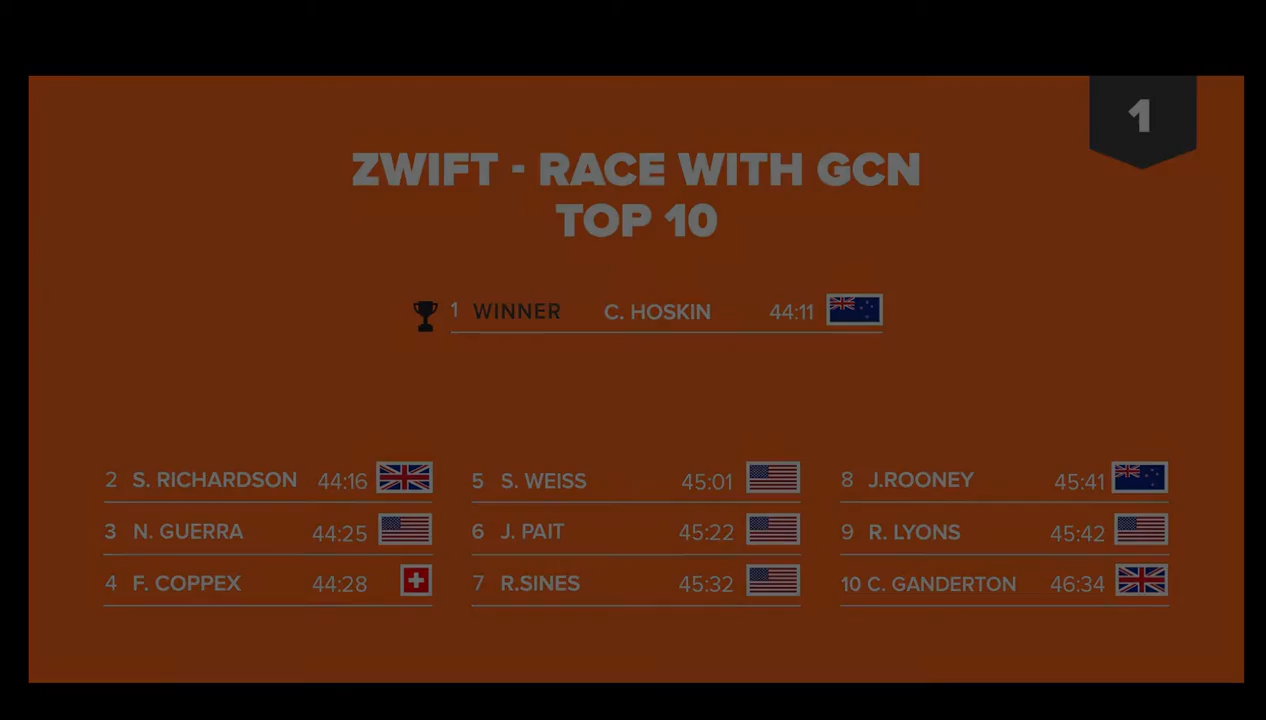 1
ZWIFT - RACE WITH GCN
TOP 10
1 WINNER C. HOSKIN 44:11
2 S. RICHARDSON 44:16
3 N. GUERRA 44:25
4 F. COPPEX 44:28
5 S. WEISS 45:01
6 J. PAIT 45:22
7 R.SINES 45:32
8 J.ROONEY 45:41
9 R. LYONS 45:42
10 C. GANDERTON 46:34